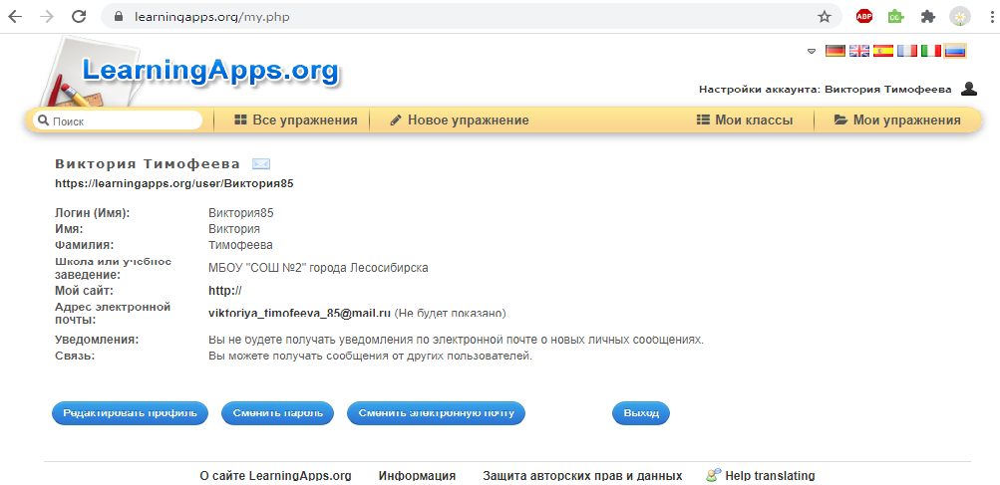 learningapps.org/my.php
ABP
LearningApps.org
Настройки аккаунта: Виктория Тимофеева
Поиск
Все упражнения
Новое упражнение
Мои классы
Мои упражнения
Виктория Тимофеева
https://learningapps.org/user/Виктория85
Логин (Имя): Виктория85
Имя: Виктория
Фамилия: Тимофеева
Школа или учебное
заведение: МБОУ "СОШ №2" города Лесосибирска
Мой сайт: http://
Адрес электронной
почты: viktoriya_timofeeva_85@mail.ru (Не будет показано)
Уведомления: Вы не будете получать уведомления по электронной почте о новых личных сообщениях.
Связь: Вы можете получать сообщения от других пользователей.
Редактировать профиль
Сменить пароль
Сменить электронную почту
Выход
О сайте LearningApps.org
Информация
Защита авторских прав и данных
Help translating